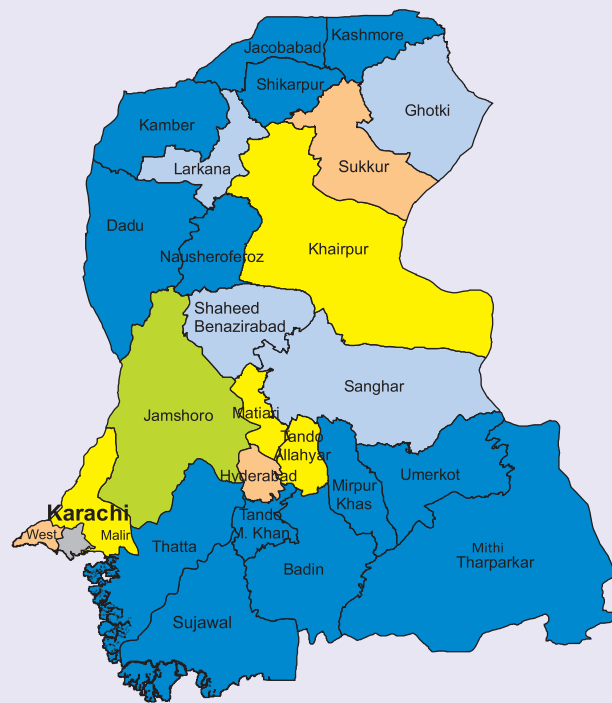 Kashmore
Jacobabad
Shikarpur
Ghotki
Kamber
Larkana
Sukkur
Dadu
Nausheroferoz
Khairpur
Shaheed
Benazirabad
Sanghar
Jamshoro
Matiari
Tando
Allahyar
Hyderabad
Umerkot
Mirpur
Khas
Karachi
West
Malir
Tando
M. Khan
Thatta
Badin
Mithi
Tharparkar
Sujawal